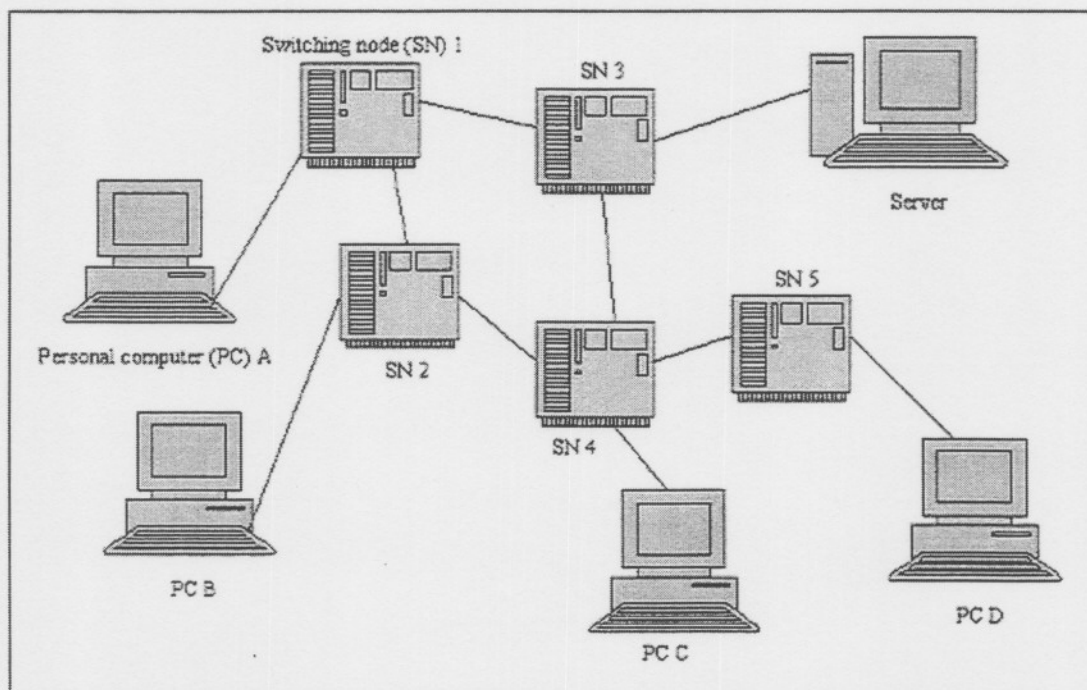 Switching node (SN) 1
SN 3
Server
Personal computer (PC) A
SN 2
SN 5
SN 4
PC B
PC C
PC D